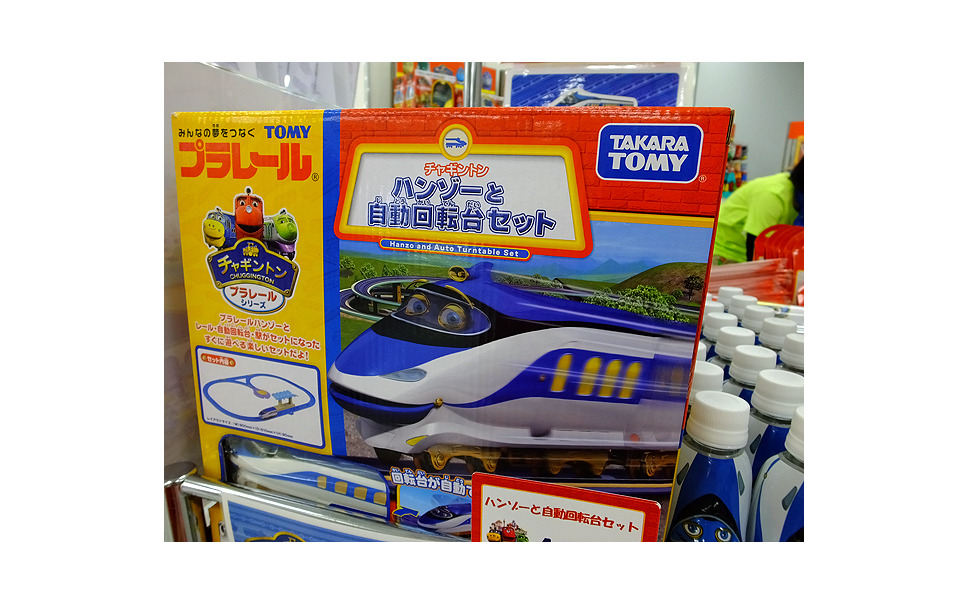 みんなの夢をつなぐ TOMY
プラレール®
チャギントン
CHUGGINGTON
プラレール
シリーズ
プラレールハンゾーと
レール・自動回転台・駅がセットになった
すぐに遊べる楽しいセットだよ!
セット内容
チャギントン
ハンゾーと
自動回転台セット
Hanzo and Auto Turntable Set
TAKARA
TOMY®
回転台が自動で
ハンゾーと自動回転台セット